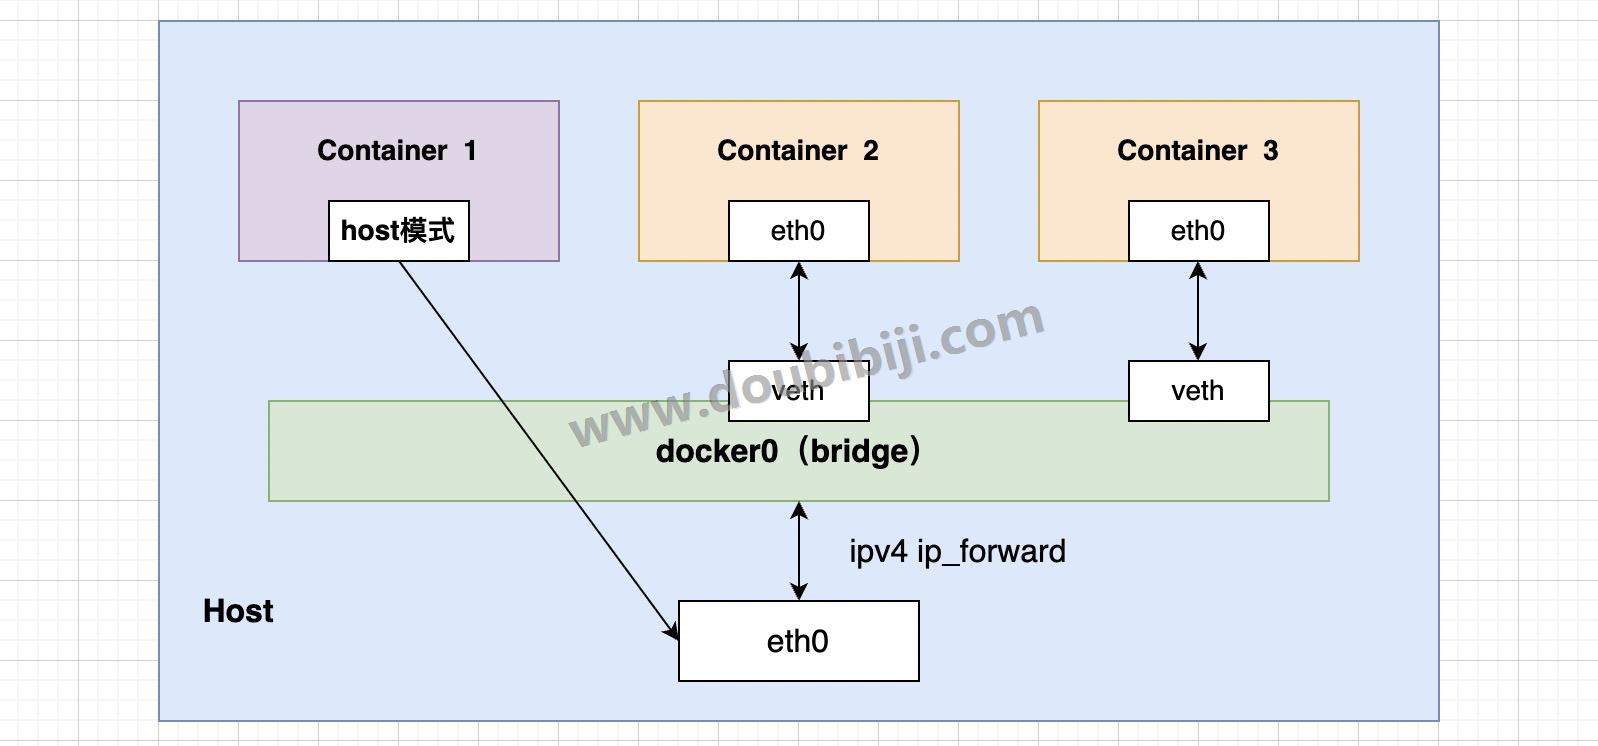 Container 1
Container 2
Container 3
host模式
eth0
eth0
www.doubibiji.com
veth
veth
docker0（bridge）
ipv4 ip_forward
Host
eth0